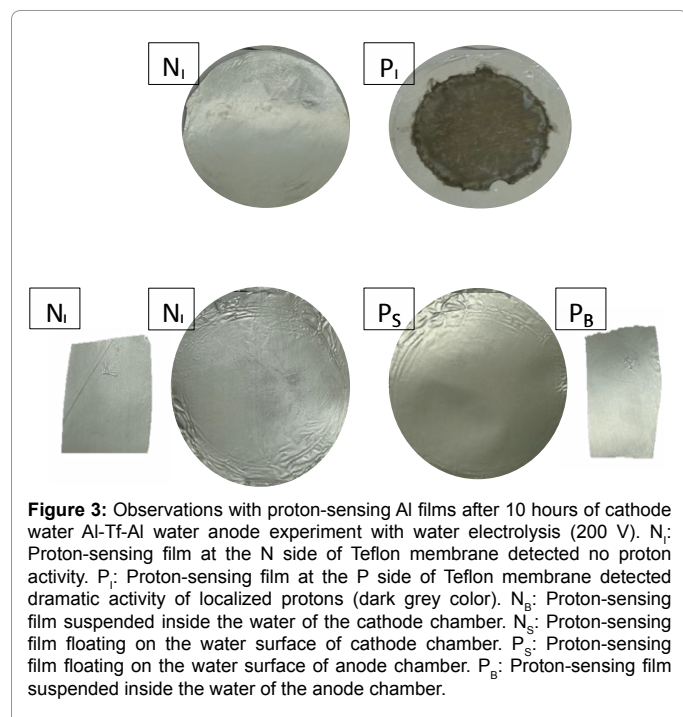 N_I P_I
N_I N_I P_S P_B
Figure 3: Observations with proton-sensing Al films after 10 hours of cathode
water Al-Tf-Al water anode experiment with water electrolysis (200 V). N_I:
Proton-sensing film at the N side of Teflon membrane detected no proton
activity. P_I: Proton-sensing film at the P side of Teflon membrane detected
dramatic activity of localized protons (dark grey color). N_B: Proton-sensing
film suspended inside the water of the cathode chamber. N_S: Proton-sensing
film floating on the water surface of cathode chamber. P_S: Proton-sensing
film floating on the water surface of anode chamber. P_B: Proton-sensing film
suspended inside the water of the anode chamber.